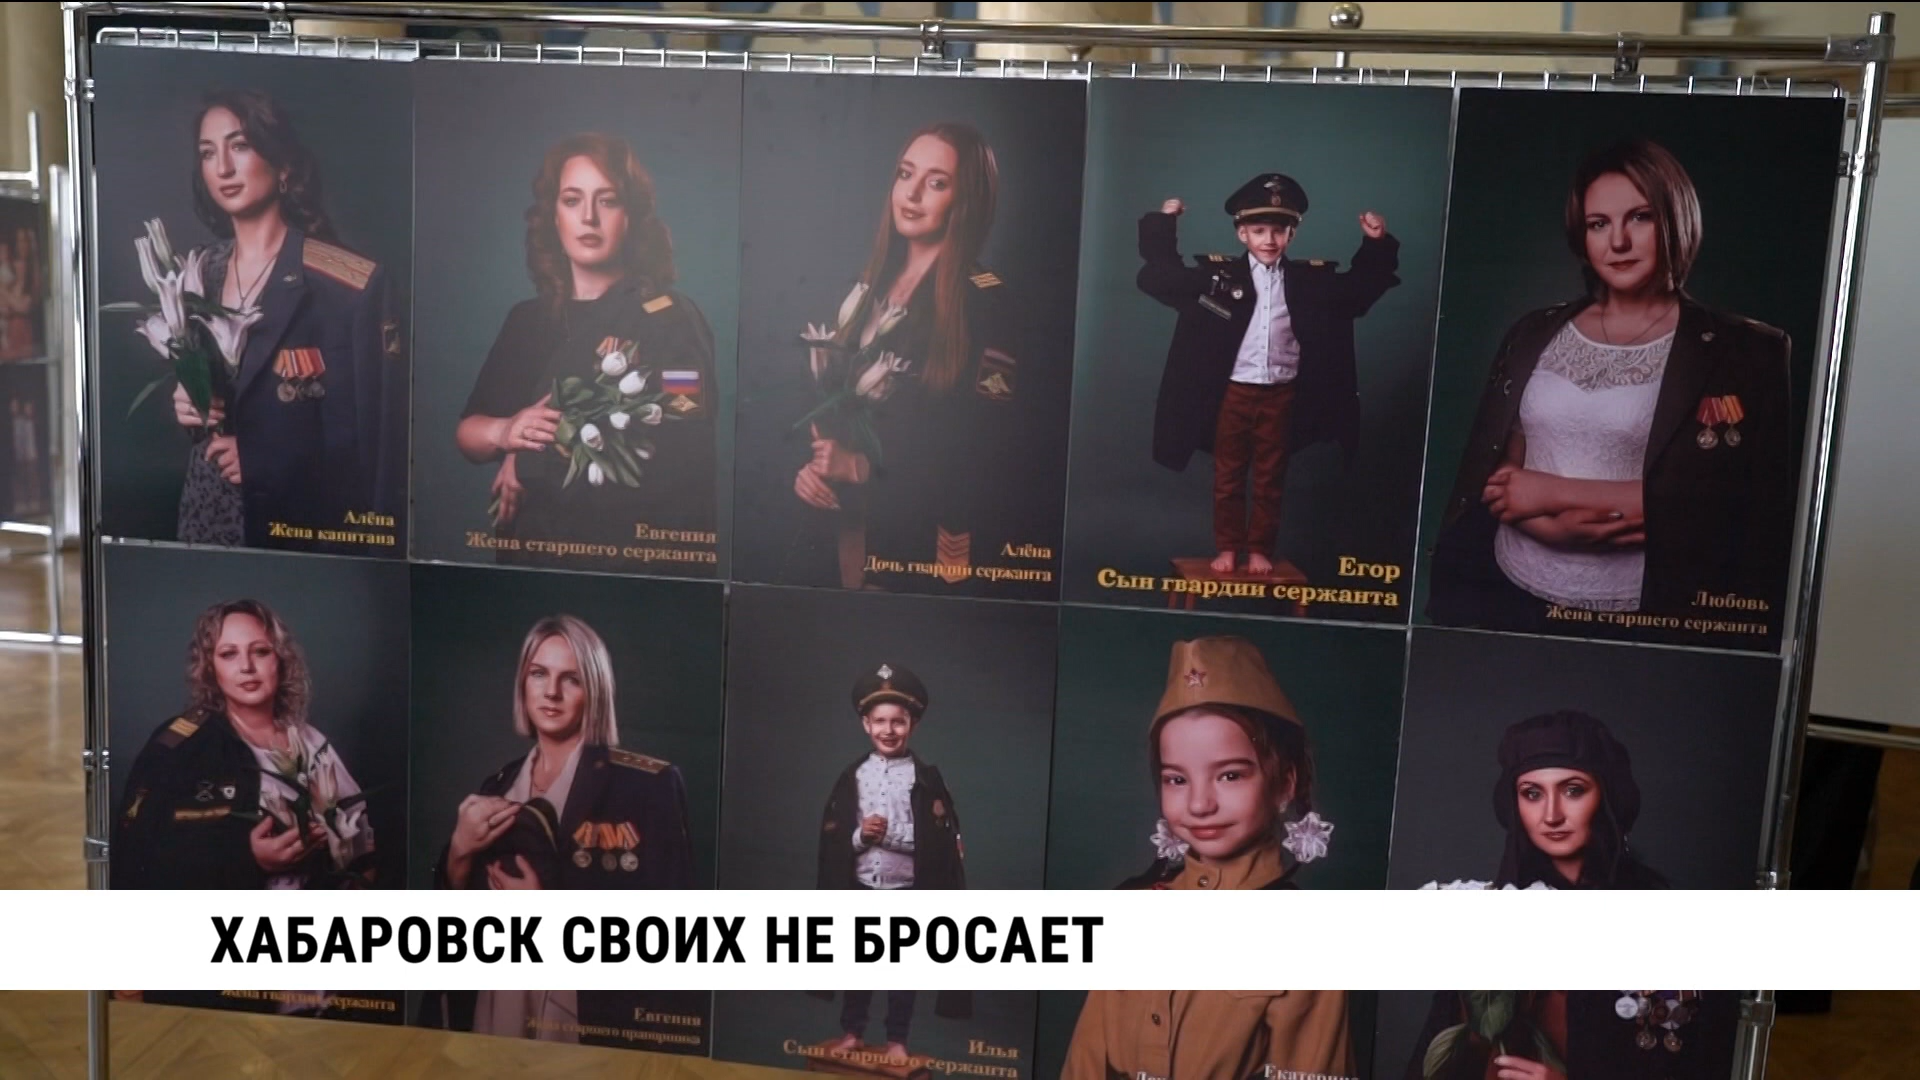 Алёна
Жена капитана
Евгения
Жена старшего сержанта
Алёна
Дочь гвардии сержанта
Егор
Сын гвардии сержанта
Любовь
Жена старшего сержанта
ХАБАРОВСК СВОИХ НЕ БРОСАЕТ
Жена гвардии сержанта
Евгения
Жена старшего прапорщика
Илья
Сын старшего сержанта
Екатерина